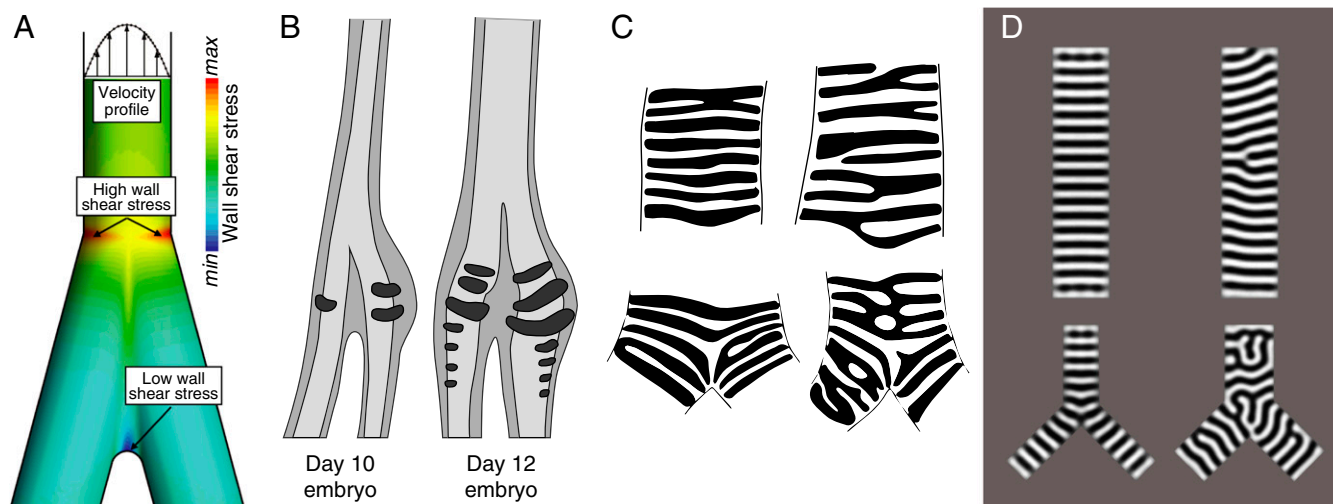 A
Velocity
profile
High wall
shear stress
Low wall
shear stress
max
Wall shear stress
min
B
Day 10
embryo
Day 12
embryo
C
D